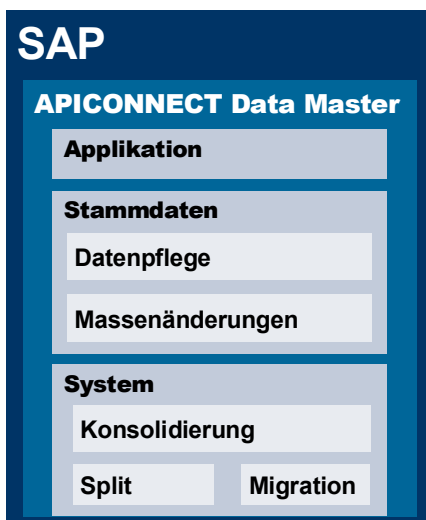 SAP
APICONNECT Data Master
Applikation
Stammdaten
Datenpflege
Massenänderungen
System
Konsolidierung
Split Migration